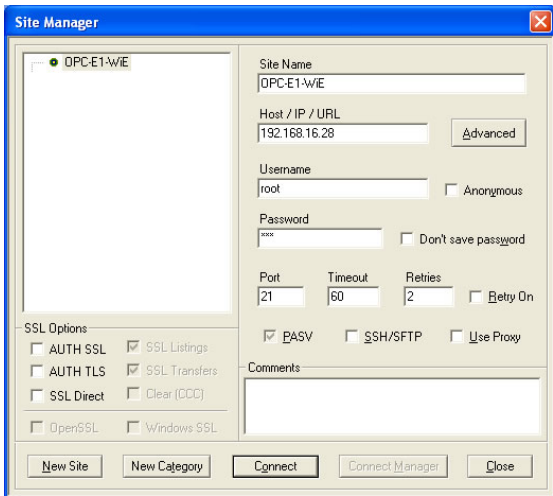 Site Manager
OPC-E1-WiE
Site Name
OPC-E1-WiE
Host / IP / URL
192.168.16.28
Advanced
Username
root
Anonymous
Password
×××
Don't save password
Port Timeout Retries
21 60 2 Retry On
PASV SSH/SFTP Use Proxy
SSL Options
AUTH SSL SSL Listings
AUTH TLS SSL Transfers
SSL Direct Clear (CCC)
OpenSSL Windows SSL
Comments
New Site New Category Connect Connect Manager Close